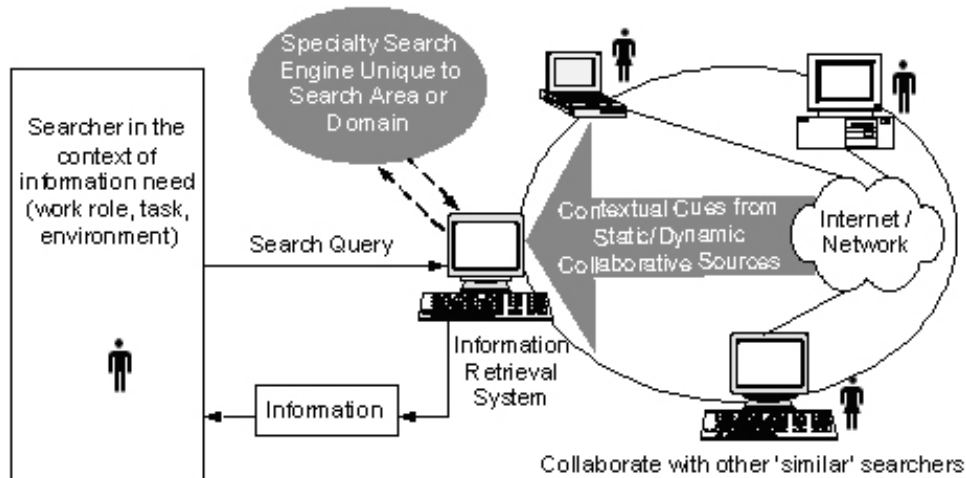 Specialty Search
Engine Unique to
Search Area or
Domain
Searcher in the
context of
information need
(work role, task,
environment)
Search Query
Contextual Cues from
Static/Dynamic
Collaborative Sources
Internet /
Network
Information
Retrieval
System
Information
Collaborate with other 'similar' searchers